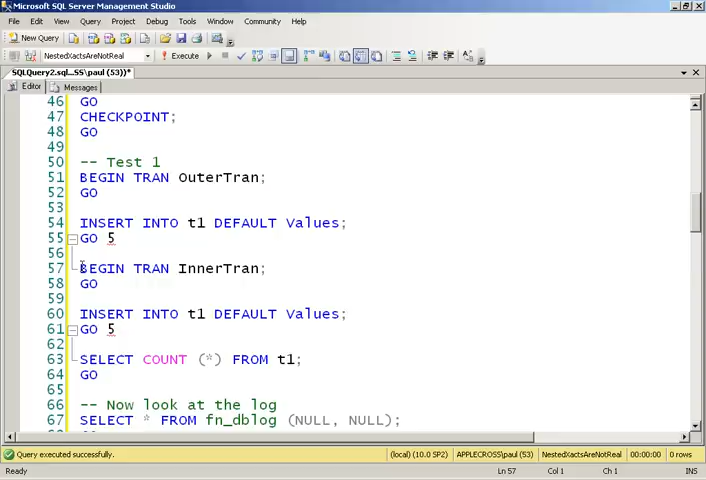 Microsoft SQL Server Management Studio
File Edit View Query Project Debug Tools Window Community Help
New Query
NestedXactsAreNotReal Execute
SQLQuery2.sql...SS\paul (53))*
Editor Messages
46 GO
47 CHECKPOINT;
48 GO
49
50 -- Test 1
51 BEGIN TRAN OuterTran;
52 GO
53
54 INSERT INTO t1 DEFAULT Values;
55 GO 5
56
57 BEGIN TRAN InnerTran;
58 GO
59
60 INSERT INTO t1 DEFAULT Values;
61 GO 5
62
63 SELECT COUNT (*) FROM t1;
64 GO
65
66 -- Now look at the log
67 SELECT * FROM fn_dblog (NULL, NULL);
Query executed successfully. (local) (10.0 SP2) APPLECROSS\paul (53) NestedXactsAreNotReal 00:00:00 0 rows
Ready Ln 57 Col 1 Ch 1 INS